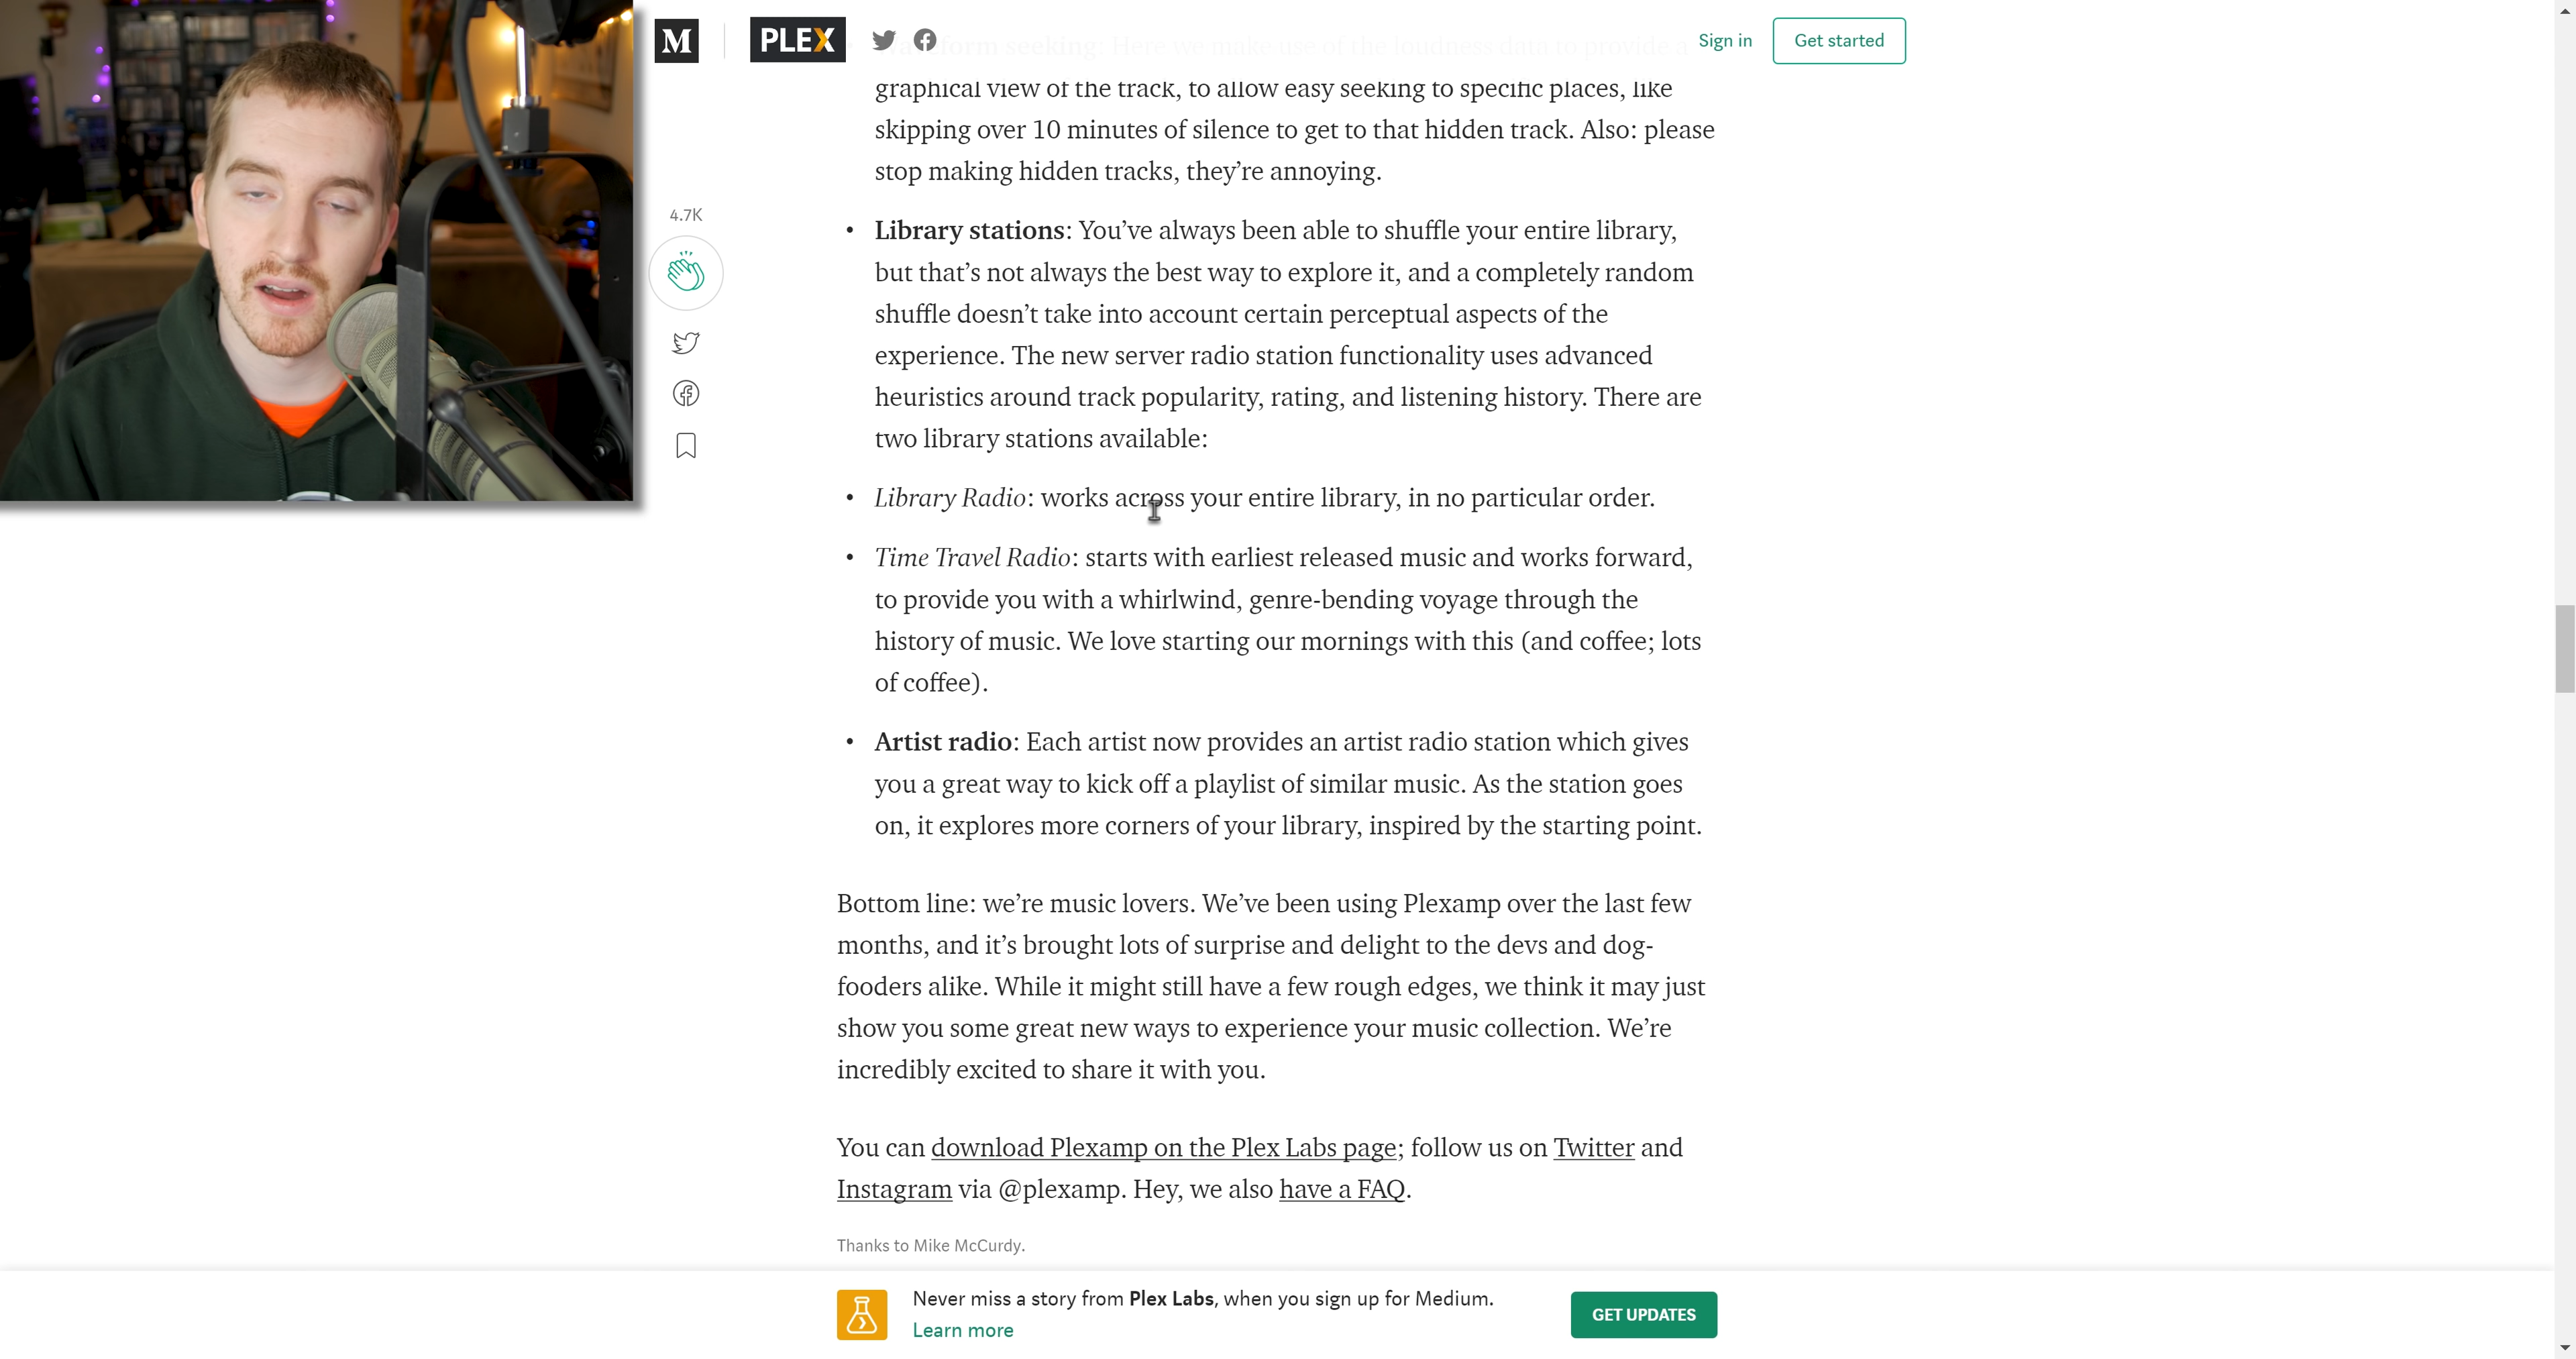 M
PLEX
Sign in
Get started
Waveform seeking: Here we make use of the loudness data to provide a
graphical view of the track, to allow easy seeking to specific places, like
skipping over 10 minutes of silence to get to that hidden track. Also: please
stop making hidden tracks, they’re annoying.
4.7K
• Library stations: You’ve always been able to shuffle your entire library,
but that’s not always the best way to explore it, and a completely random
shuffle doesn’t take into account certain perceptual aspects of the
experience. The new server radio station functionality uses advanced
heuristics around track popularity, rating, and listening history. There are
two library stations available:
• Library Radio: works across your entire library, in no particular order.
• Time Travel Radio: starts with earliest released music and works forward,
to provide you with a whirlwind, genre-bending voyage through the
history of music. We love starting our mornings with this (and coffee; lots
of coffee).
• Artist radio: Each artist now provides an artist radio station which gives
you a great way to kick off a playlist of similar music. As the station goes
on, it explores more corners of your library, inspired by the starting point.
Bottom line: we’re music lovers. We’ve been using Plexamp over the last few
months, and it’s brought lots of surprise and delight to the devs and dog-
fooders alike. While it might still have a few rough edges, we think it may just
show you some great new ways to experience your music collection. We’re
incredibly excited to share it with you.
You can download Plexamp on the Plex Labs page; follow us on Twitter and
Instagram via @plexamp. Hey, we also have a FAQ.
Thanks to Mike McCurdy.
Never miss a story from Plex Labs, when you sign up for Medium.
Learn more
GET UPDATES